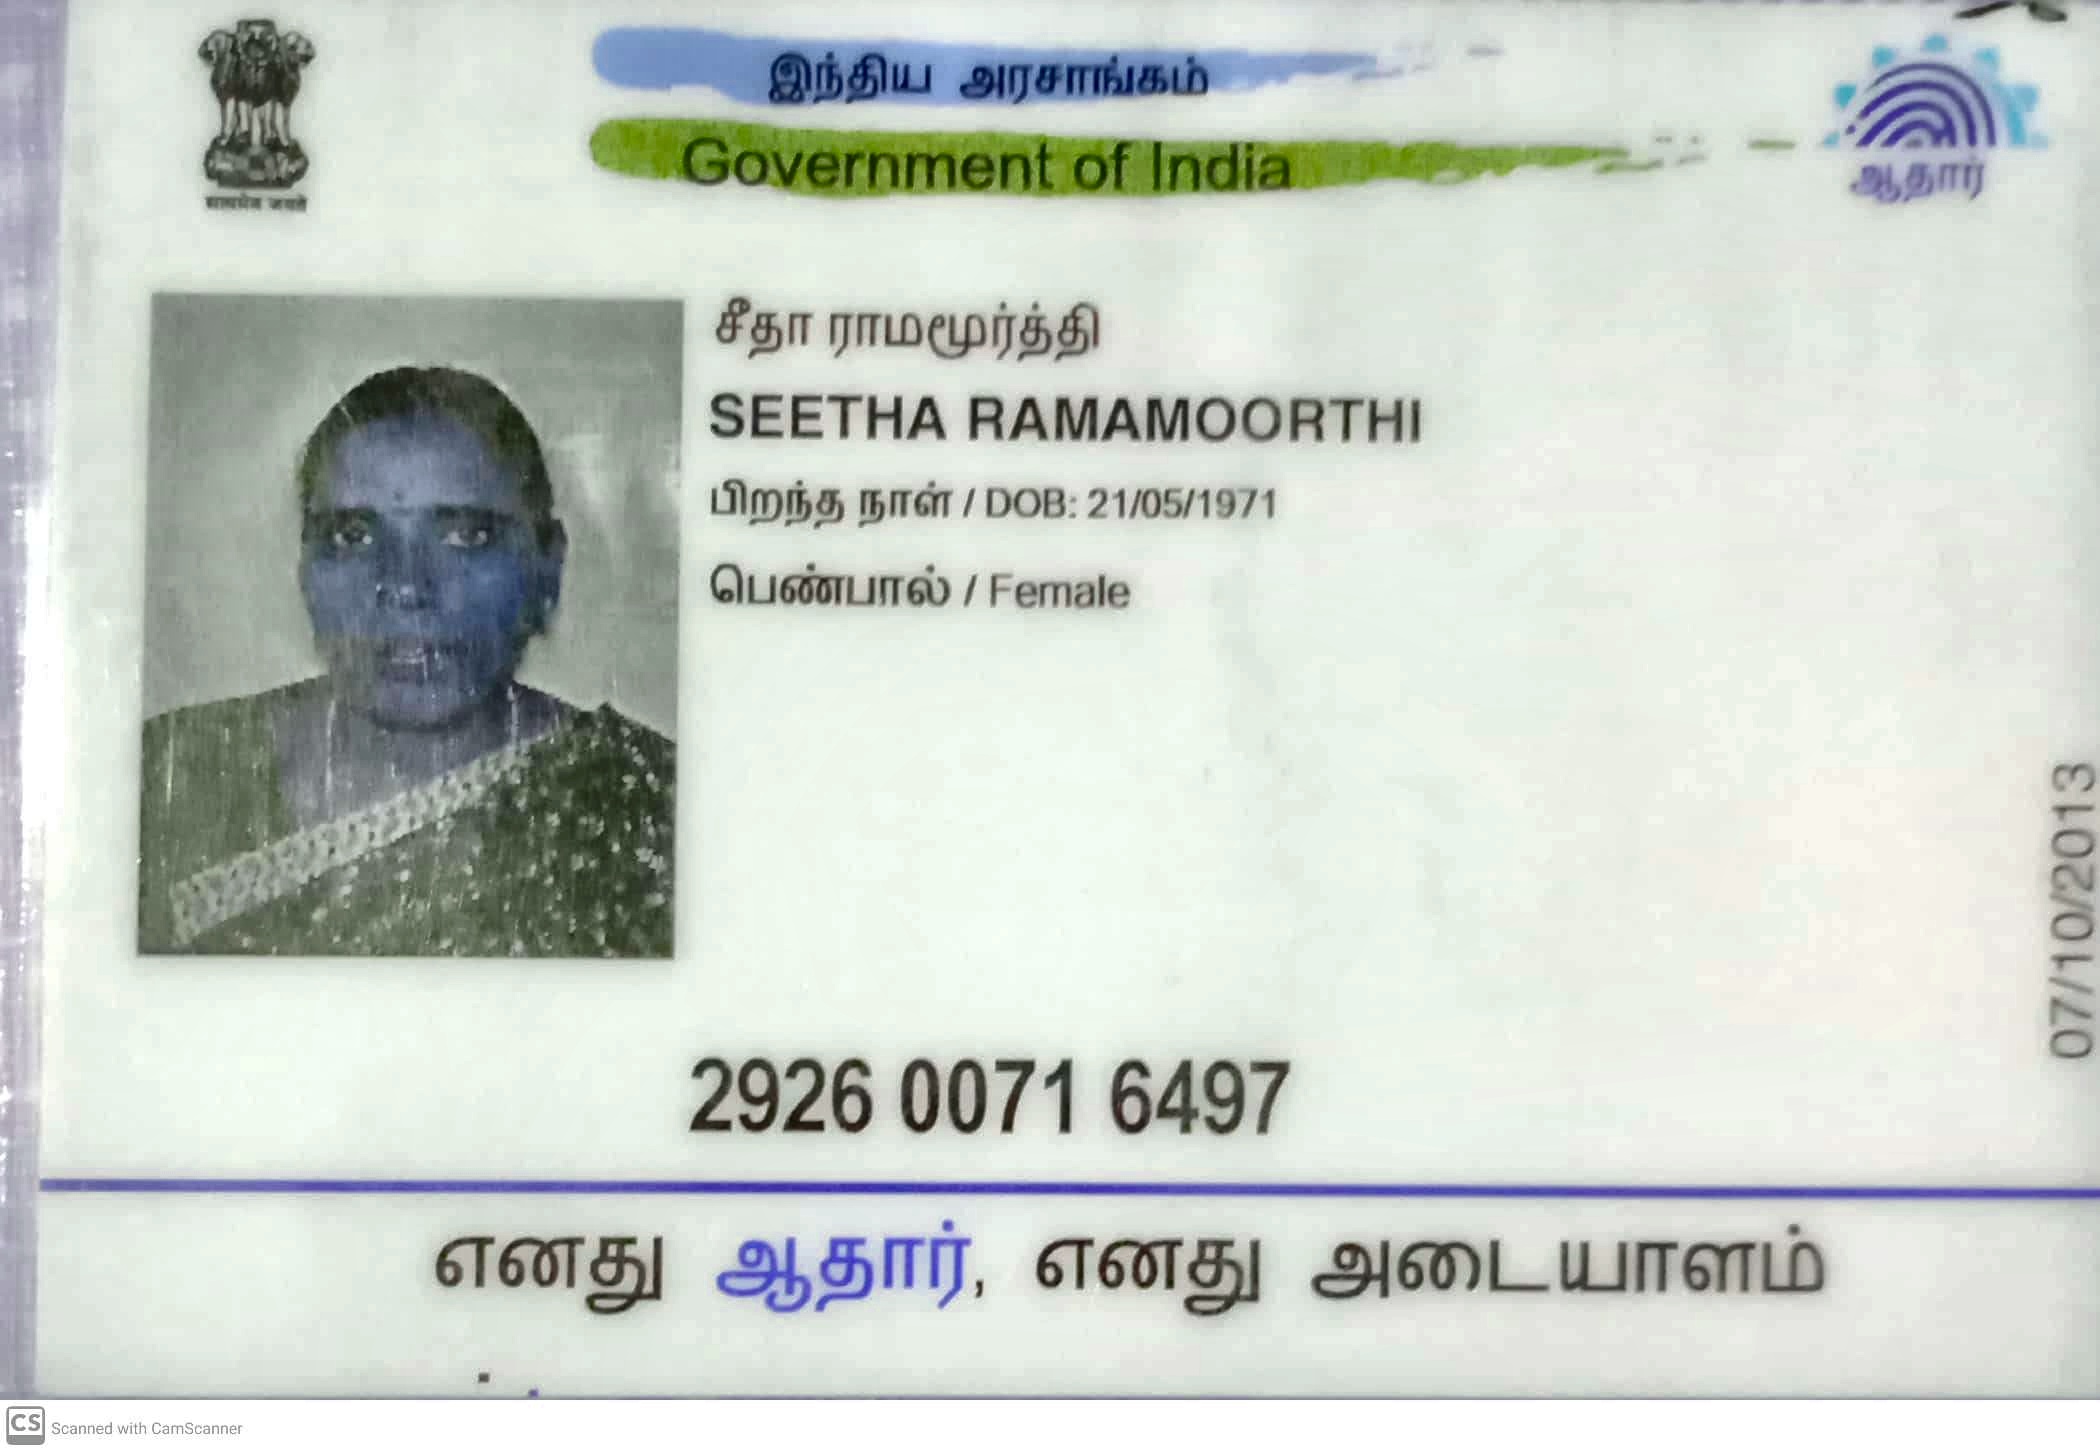 இந்திய அரசாங்கம்
Government of India
ஆதார்
सत्यमेव जयते
சீதா ராமமூர்த்தி
SEETHA RAMAMOORTHI
பிறந்த நாள் / DOB: 21/05/1971
பெண்பால் / Female
07/10/2013
2926 0071 6497
எனது ஆதார், எனது அடையாளம்
CS Scanned with CamScanner